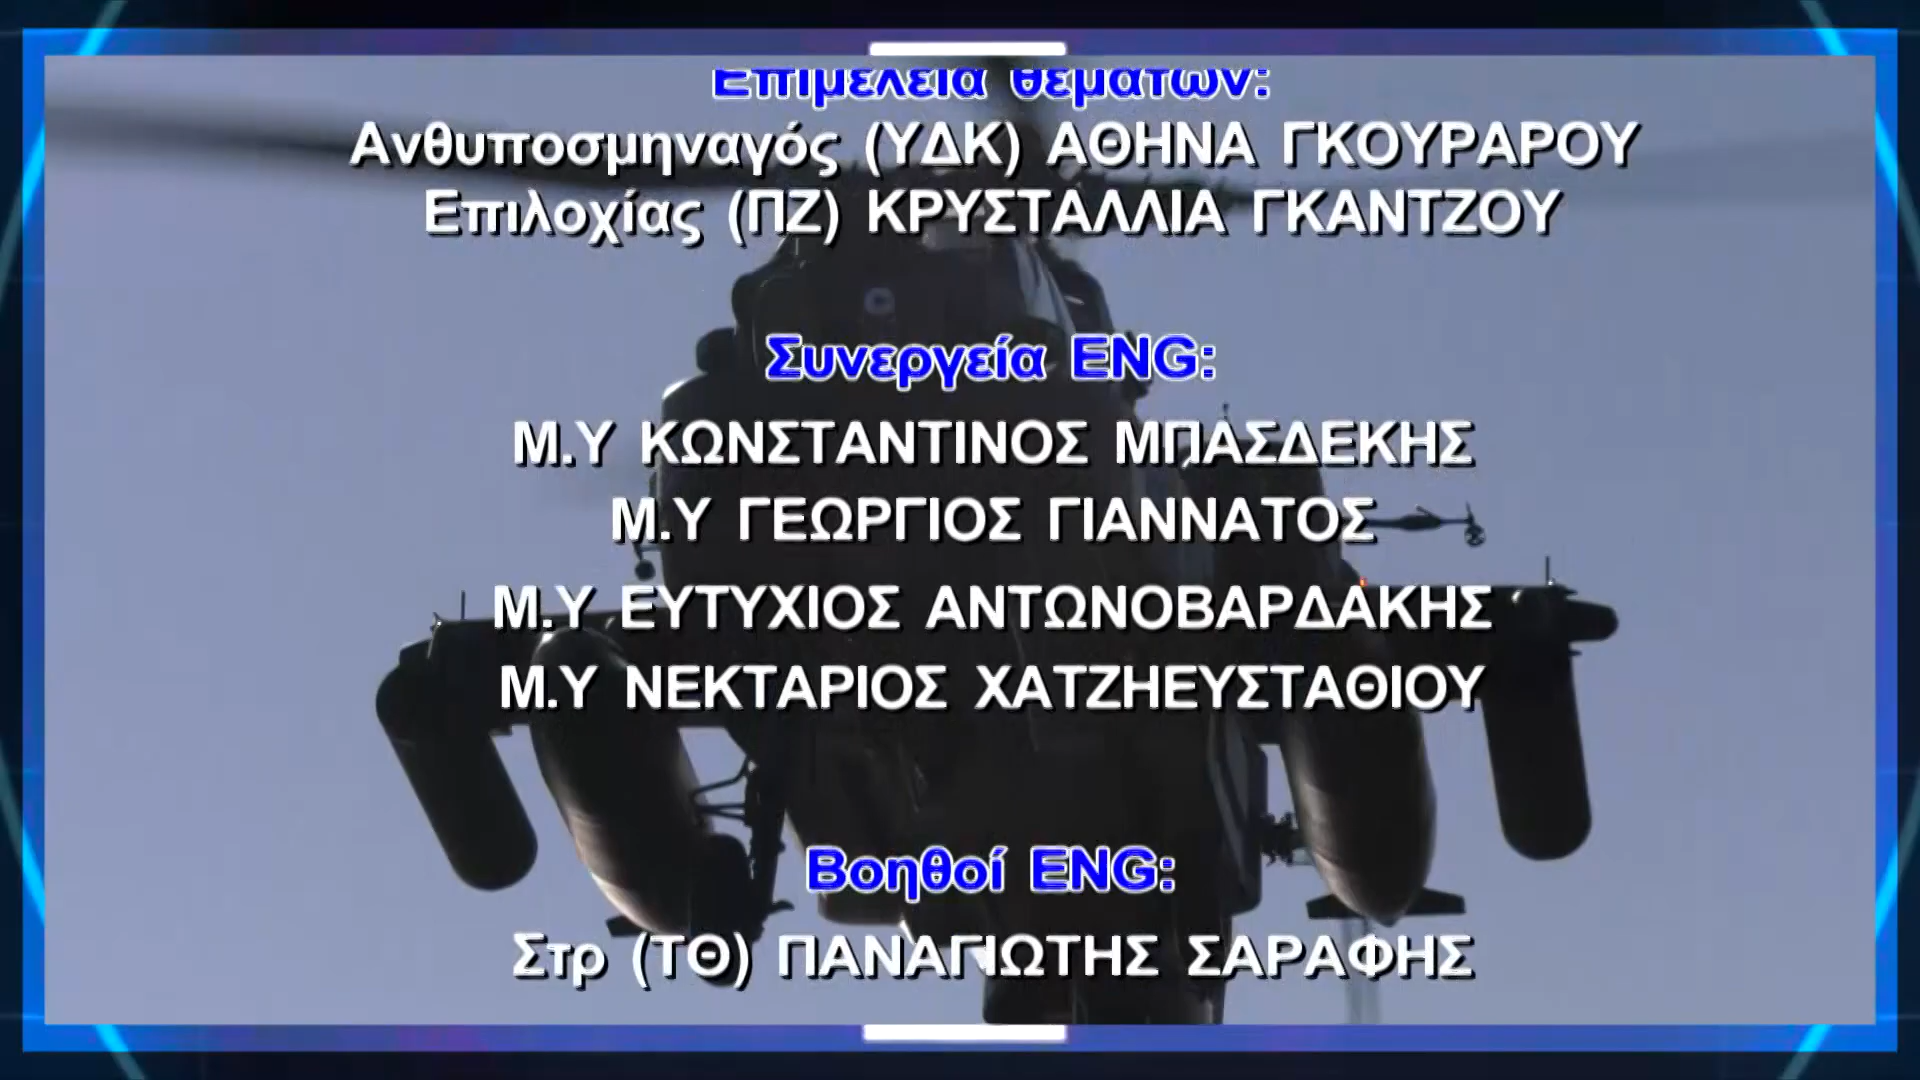 Επιμέλεια θεμάτων:
Ανθυποσμηναγός (ΥΔΚ) ΑΘΗΝΑ ΓΚΟΥΡΑΡΟΥ
Επιλοχίας (ΠΖ) ΚΡΥΣΤΑΛΛΙΑ ΓΚΑΝΤΖΟΥ
Συνεργεία ENG:
Μ.Υ ΚΩΝΣΤΑΝΤΙΝΟΣ ΜΠΑΣΔΕΚΗΣ
Μ.Υ ΓΕΩΡΓΙΟΣ ΓΙΑΝΝΑΤΟΣ
Μ.Υ ΕΥΤΥΧΙΟΣ ΑΝΤΩΝΟΒΑΡΔΑΚΗΣ
Μ.Υ ΝΕΚΤΑΡΙΟΣ ΧΑΤΖΗΕΥΣΤΑΘΙΟΥ
Βοηθοί ENG:
Στρ (ΤΘ) ΠΑΝΑΓΙΩΤΗΣ ΣΑΡΑΦΗΣ